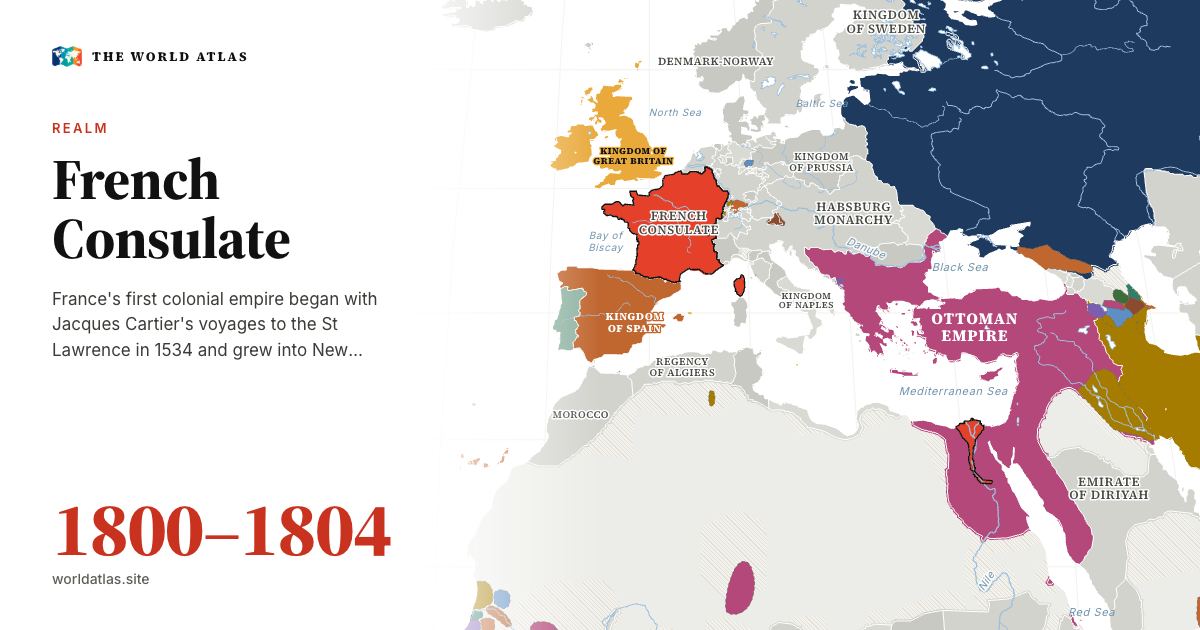 THE WORLD ATLAS
REALM
French
Consulate
France's first colonial empire began with
Jacques Cartier's voyages to the St
Lawrence in 1534 and grew into New…
1800–1804
worldatlas.site
KINGDOM
OF SWEDEN
DENMARK-NORWAY
North Sea
Baltic Sea
KINGDOM OF
GREAT BRITAIN
KINGDOM
OF PRUSSIA
FRENCH
CONSULATE
HABSBURG
MONARCHY
Bay of
Biscay
Danube
Black Sea
KINGDOM
OF NAPLES
KINGDOM
OF SPAIN
OTTOMAN
EMPIRE
REGENCY
OF ALGIERS
Mediterranean Sea
MOROCCO
EMIRATE
OF DIRIYAH
Nile
Red Sea